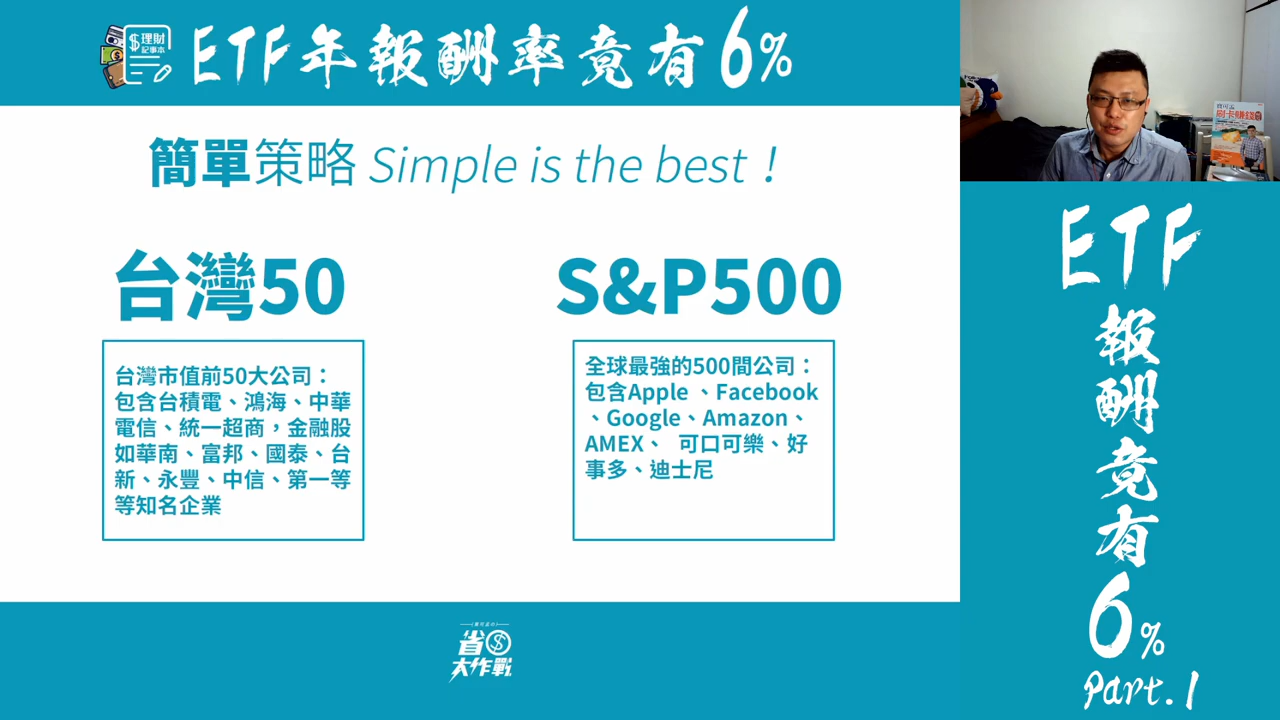 $理財
記事本
ETF年報酬率竟有6%
簡單策略 Simple is the best！
台灣50
台灣市值前50大公司：
包含台積電、鴻海、中華
電信、統一超商，金融股
如華南、富邦、國泰、台
新、永豐、中信、第一等
等知名企業
S&P500
全球最強的500間公司：
包含Apple 、Facebook
、Google、Amazon、
AMEX、 可口可樂、好
事多、迪士尼
省$
大作戰
刷卡賺錢
ETF
報
酬
竟
有
6%
Part.1